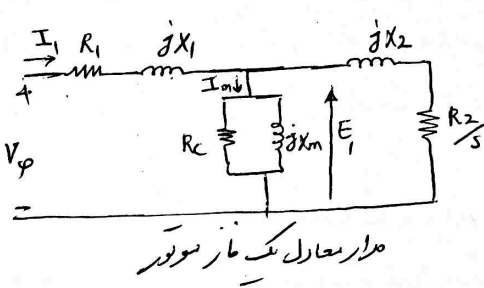 I₁ R₁ jX₁ jX₂
+ Iₘ↓
Vφ Rc jXm E₁ R2/s
-
مدار معادل یک فاز موتور